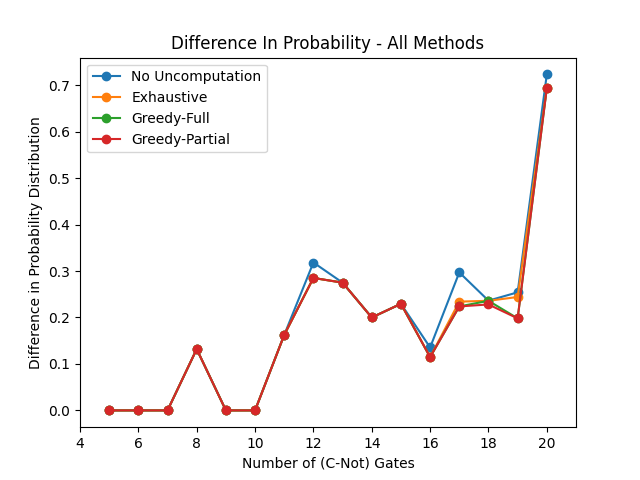 Difference In Probability - All Methods
No Uncomputation
Exhaustive
Greedy-Full
Greedy-Partial
Difference in Probability Distribution
0.7
0.6
0.5
0.4
0.3
0.2
0.1
0.0
4 6 8 10 12 14 16 18 20
Number of (C-Not) Gates